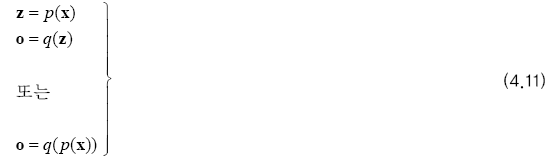 z = p(x)
o = q(z)
또는
o = q(p(x))
(4.11)